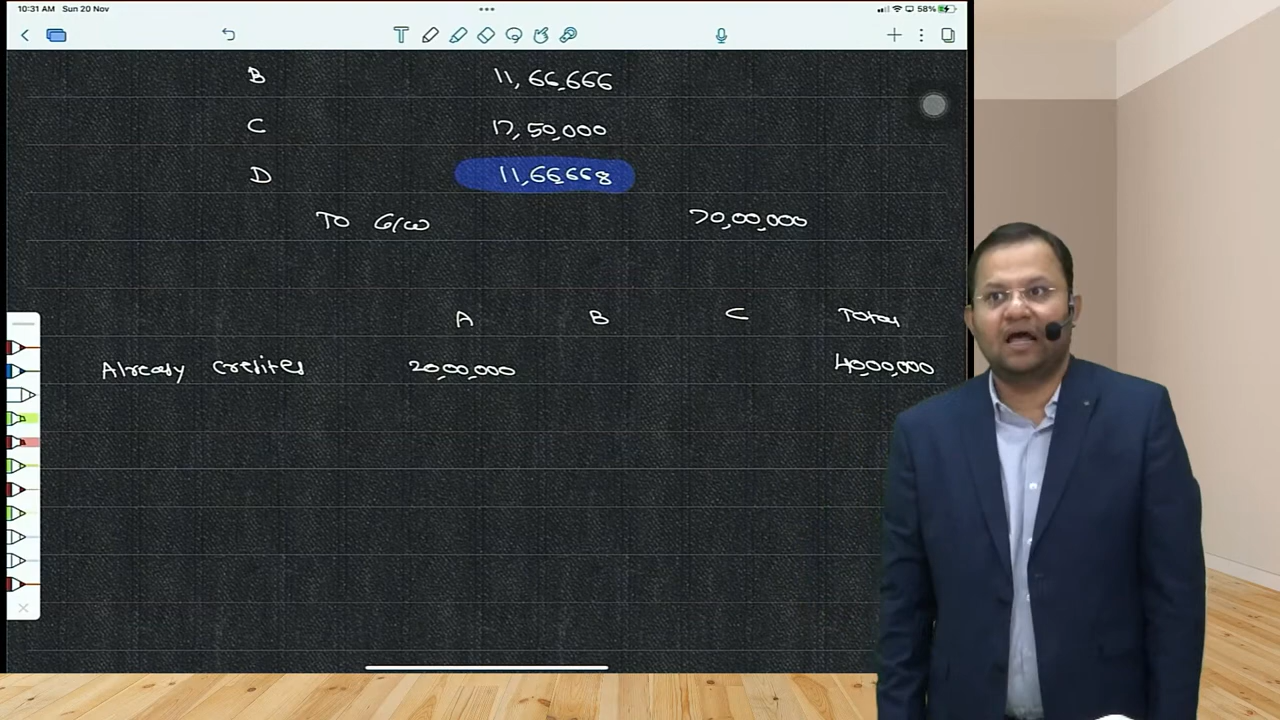 10:31 AM Sun 20 Nov 58%
T
B 11,66,666
C 17,50,000
D 11,66,668
To G/w 70,00,000
A B C Total
Already credited 20,00,000 40,00,000